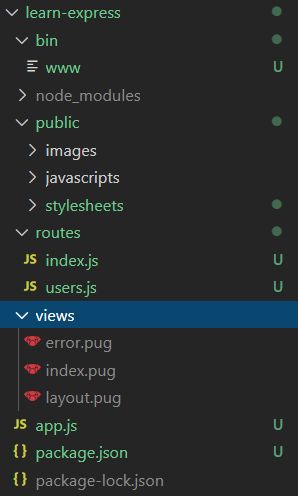 learn-express
bin
www U
node_modules
public
images
javascripts
stylesheets
routes
JS index.js U
JS users.js U
views
error.pug
index.pug
layout.pug
JS app.js U
package.json U
package-lock.json